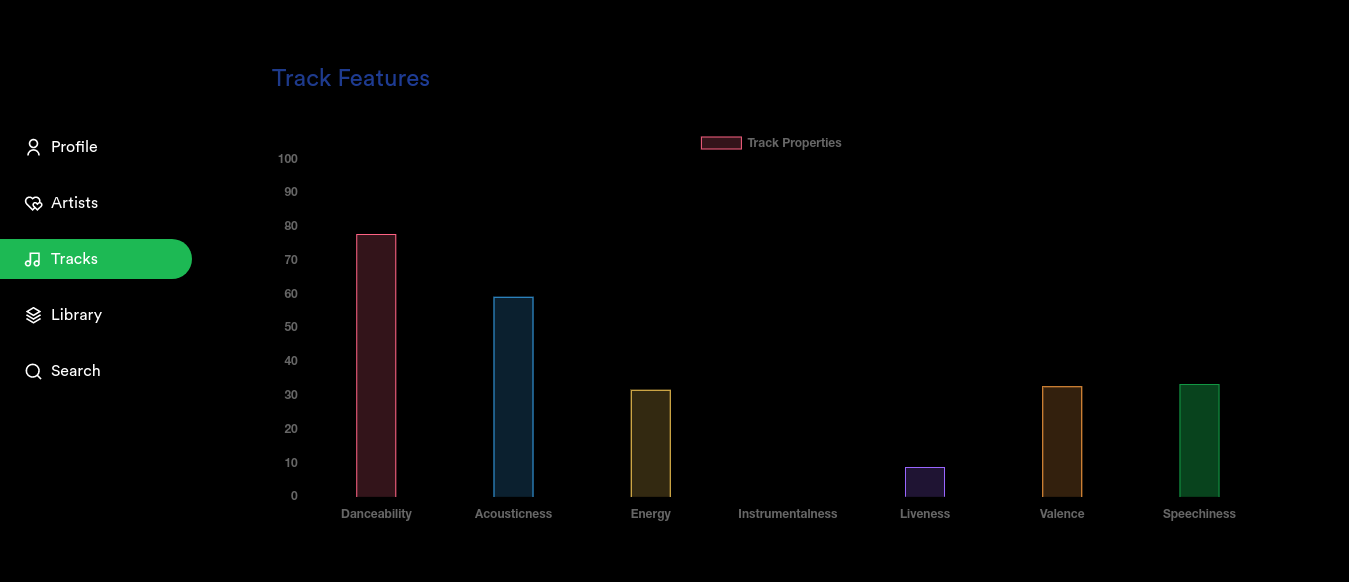 Track Features
Profile
Artists
Tracks
Library
Search
Track Properties
100
90
80
70
60
50
40
30
20
10
0
Danceability Acousticness Energy Instrumentalness Liveness Valence Speechiness